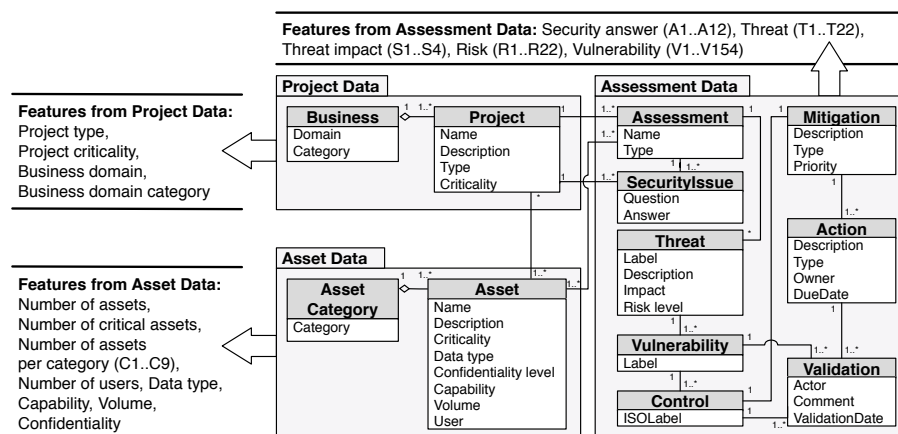 Features from Assessment Data: Security answer (A1..A12), Threat (T1..T22),
Threat impact (S1..S4), Risk (R1..R22), Vulnerability (V1..V154)
Features from Project Data:
Project type,
Project criticality,
Business domain,
Business domain category
Project Data
Business
Domain
Category
1
1..*
Project
Name
Description
Type
Criticality
1
1..*
1
1..*
*
Assessment Data
Assessment
Name
Type
1
1..*
1
1..*
SecurityIssue
Question
Answer
Threat
*
Label
Description
Impact
Risk level
1
1..*
Vulnerability
Label
1
1..*
1
1..*
Control
ISOLabel
1
1
1..*
Mitigation
Description
Type
Priority
1
1..*
Action
Description
Type
Owner
DueDate
1
1..*
Validation
Actor
Comment
ValidationDate
Features from Asset Data:
Number of assets,
Number of critical assets,
Number of assets
per category (C1..C9),
Number of users, Data type,
Capability, Volume,
Confidentiality
Asset Data
Asset
Category
Category
1
1..*
1..*
1..*
Asset
Name
Description
Criticality
Data type
Confidentiality level
Capability
Volume
User